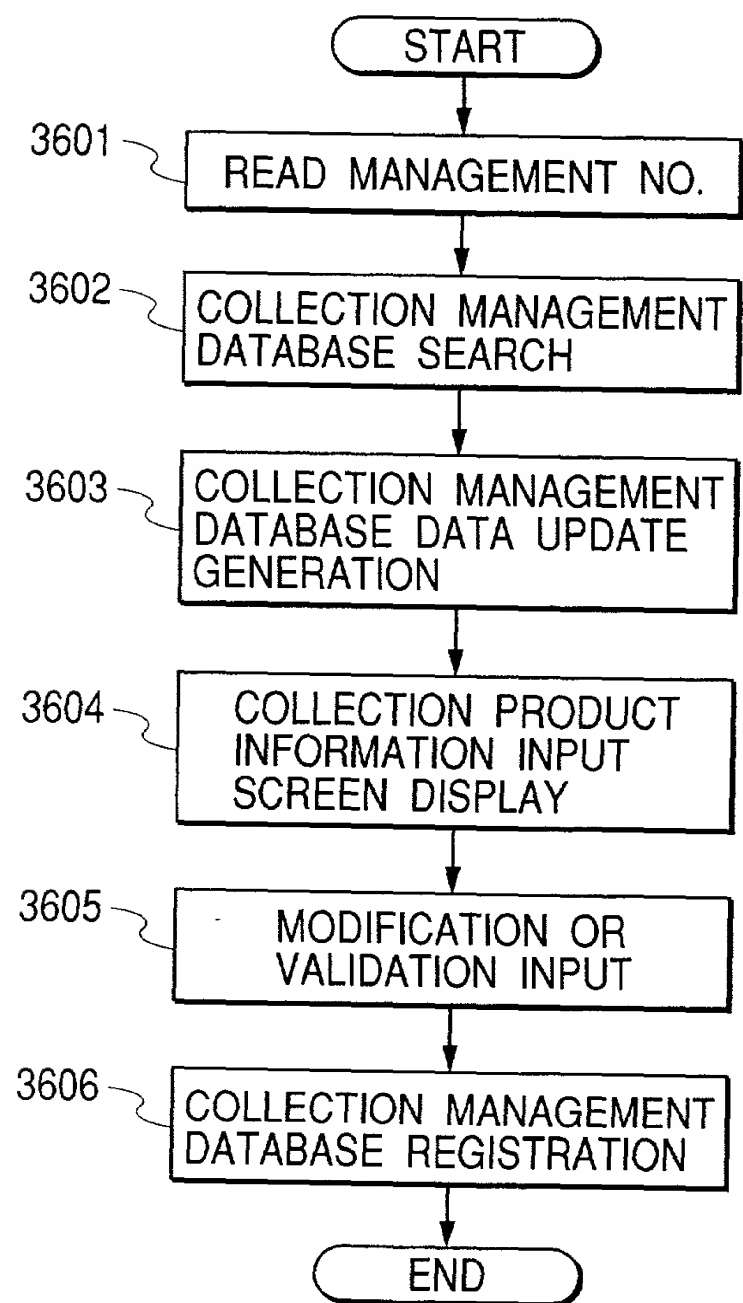 START
3601
READ MANAGEMENT NO.
3602
COLLECTION MANAGEMENT
DATABASE SEARCH
3603
COLLECTION MANAGEMENT
DATABASE DATA UPDATE
GENERATION
3604
COLLECTION PRODUCT
INFORMATION INPUT
SCREEN DISPLAY
3605
MODIFICATION OR
VALIDATION INPUT
3606
COLLECTION MANAGEMENT
DATABASE REGISTRATION
END